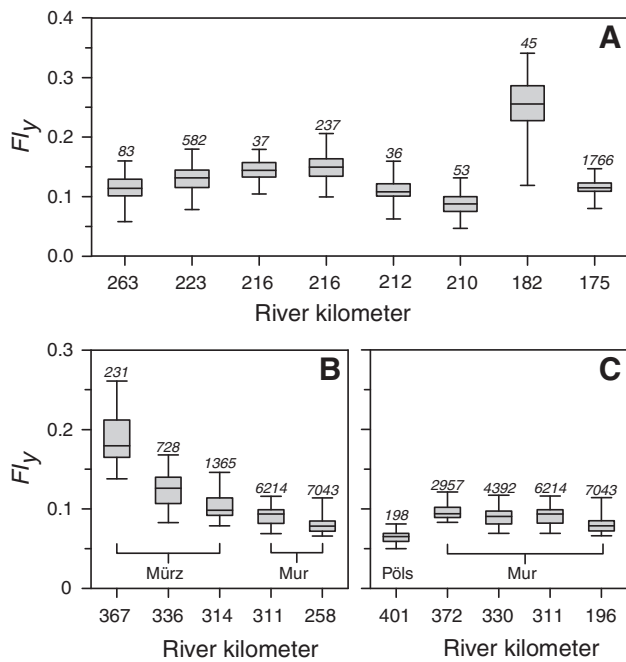 A
0.4
0.3
0.2
0.1
0.0
FIy
83
582
37
237
36
53
45
1766
263 223 216 216 212 210 182 175
River kilometer
B
0.3
0.2
0.1
0
FIy
231
728
1365
6214
7043
Mürz Mur
367 336 314 311 258
River kilometer
C
198
2957
4392
6214
7043
Pöls Mur
401 372 330 311 196
River kilometer